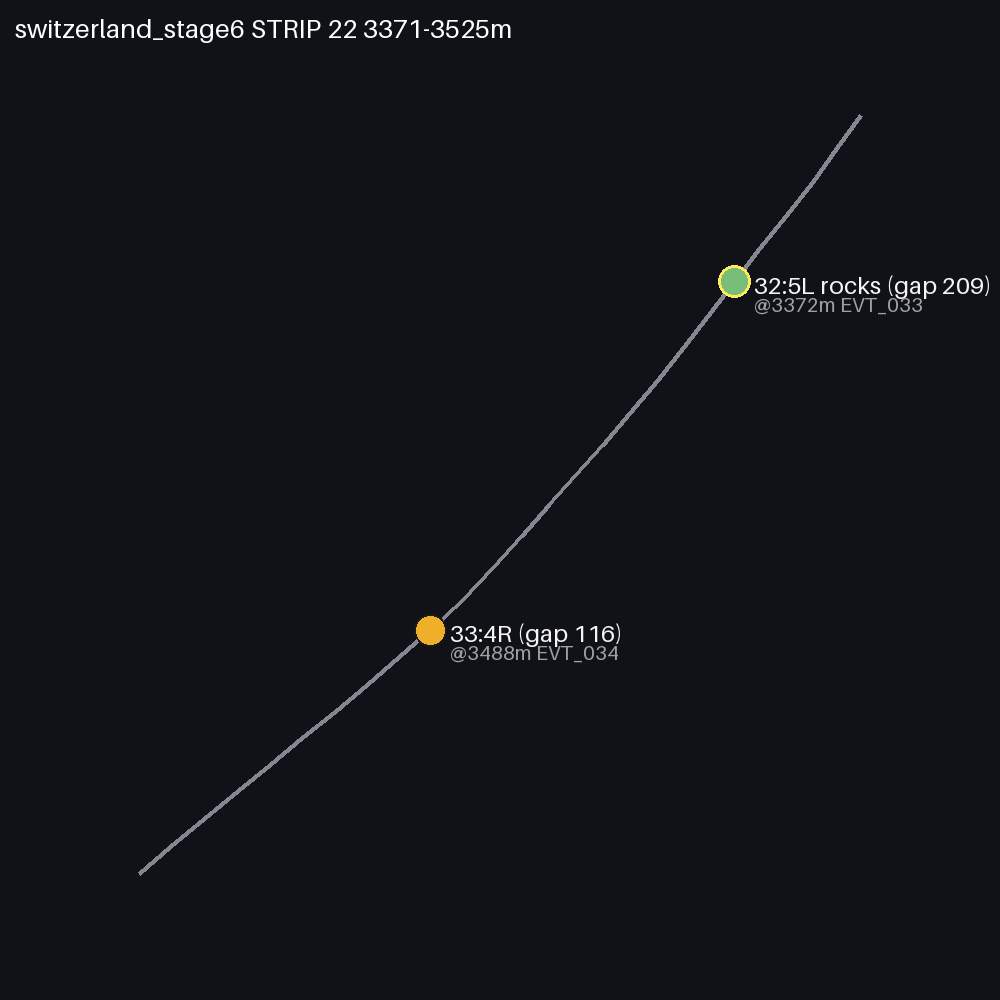 switzerland_stage6 STRIP 22 3371-3525m
32:5L rocks (gap 209)
@3372m EVT_033
33:4R (gap 116)
@3488m EVT_034